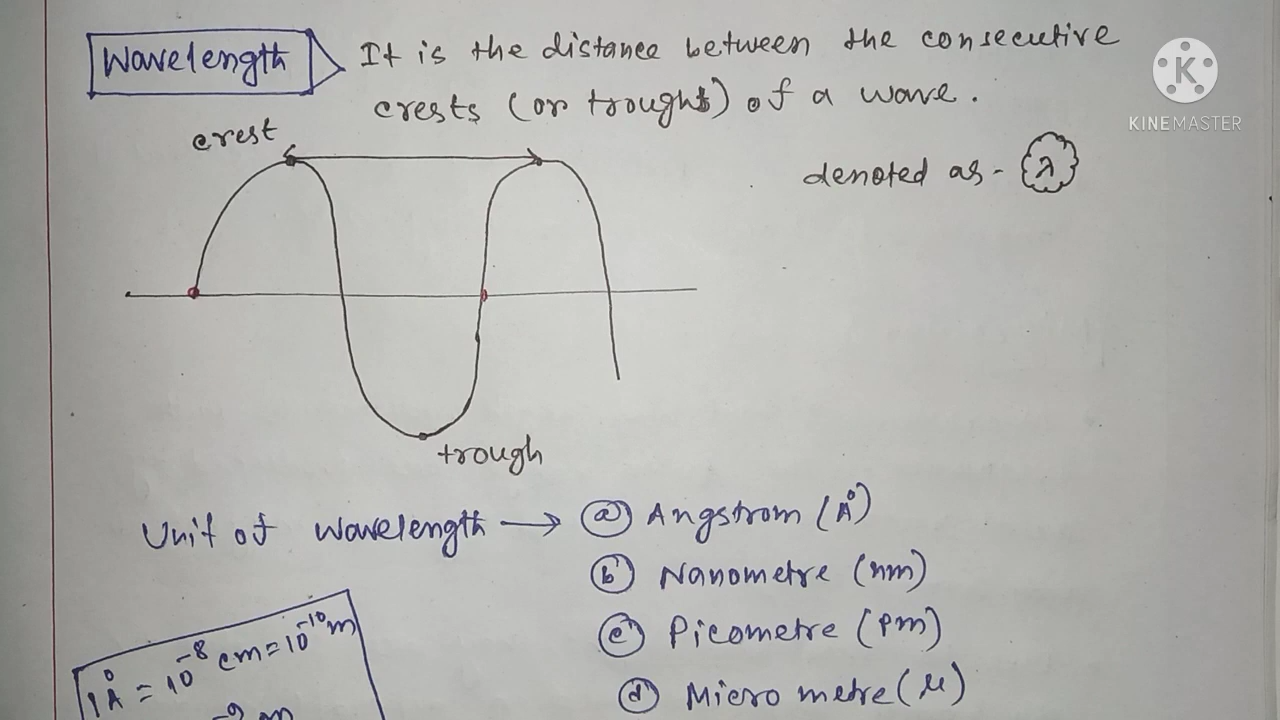 Wavelength It is the distance between the consecutive
crests (or troughs) of a wave.
K
KINEMASTER
crest
denoted as - λ
trough
Unit of wavelength → (a) Angstrom (Å)
(b) Nanometre (nm)
(c) Picometre (pm)
(d) Micro metre (μ)
1 Å = 10⁻⁸ cm = 10⁻¹⁰ m